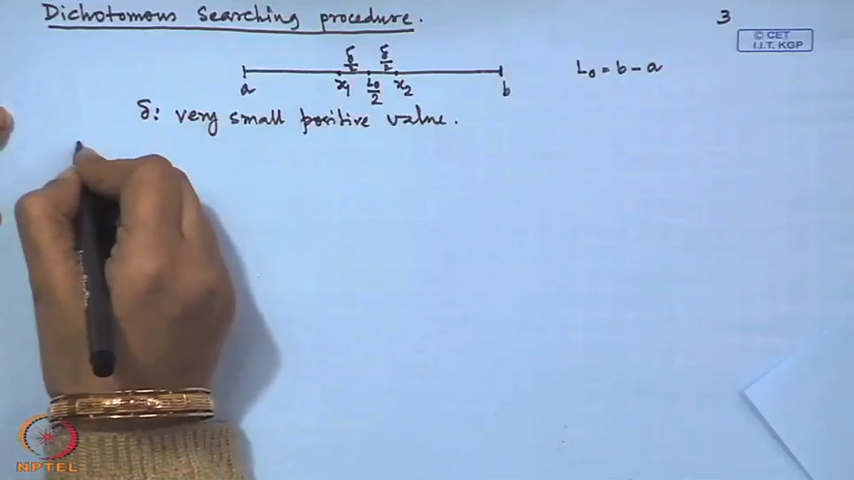 Dichotomous Searching procedure.
3
© CET
I.I.T. KGP
δ/2 δ/2
a x₁ L₀/2 x₂ b
L₀ = b - a
δ: very small positive value.
NPTEL